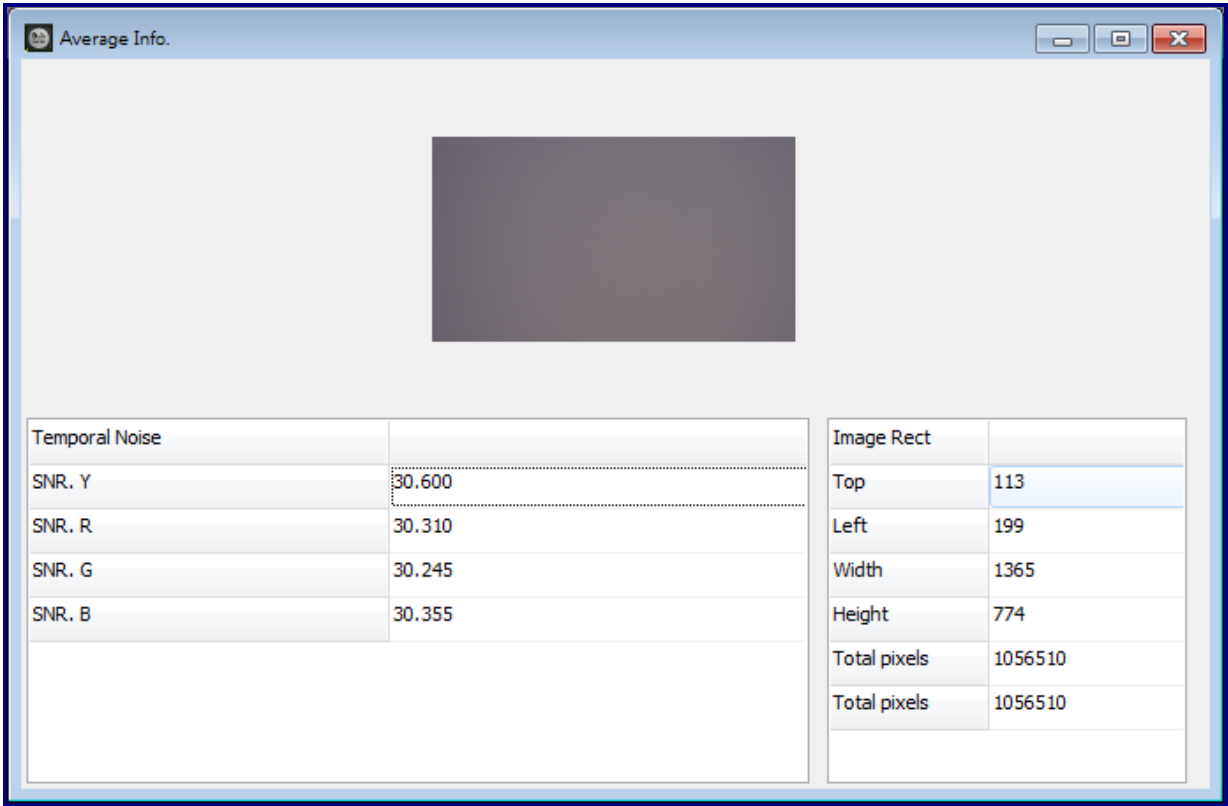 Average Info.
Temporal Noise
SNR. Y 30.600
SNR. R 30.310
SNR. G 30.245
SNR. B 30.355
Image Rect
Top 113
Left 199
Width 1365
Height 774
Total pixels 1056510
Total pixels 1056510